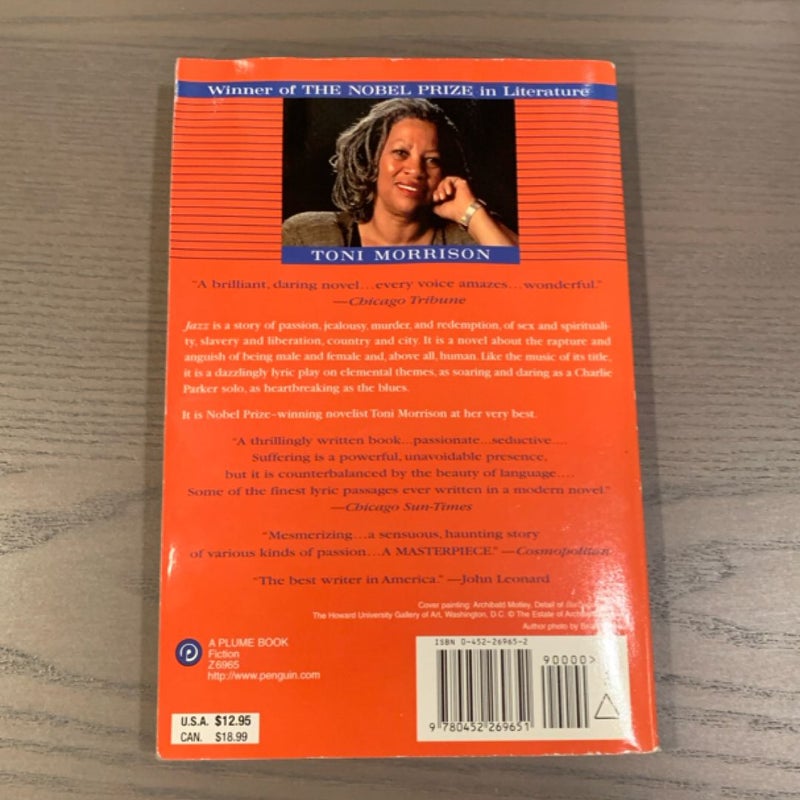 Winner of THE NOBEL PRIZE in Literature
TONI MORRISON
"A brilliant, daring novel...every voice amazes...wonderful."
—Chicago Tribune
Jazz is a story of passion, jealousy, murder, and redemption, of sex and spirituali-
ty, slavery and liberation, country and city. It is a novel about the rapture and
anguish of being male and female and, above all, human. Like the music of its title,
it is a dazzlingly lyric play on elemental themes, as soaring and daring as a Charlie
Parker solo, as heartbreaking as the blues.
It is Nobel Prize–winning novelist Toni Morrison at her very best.
"A thrillingly written book...passionate...seductive....
Suffering is a powerful, unavoidable presence,
but it is counterbalanced by the beauty of language....
Some of the finest lyric passages ever written in a modern novel."
—Chicago Sun-Times
"Mesmerizing...a sensuous, haunting story
of various kinds of passion...A MASTERPIECE." —Cosmopolitan
"The best writer in America." —John Leonard
Cover painting: Archibald Motley, Detail of
The Howard University Gallery of Art, Washington, D.C. © The Estate of
Author photo by
A PLUME BOOK
Fiction
Z6965
http://www.penguin.com
U.S.A. $12.95
CAN. $18.99
ISBN 0-452-26965-2
90000>
9 780452 269651